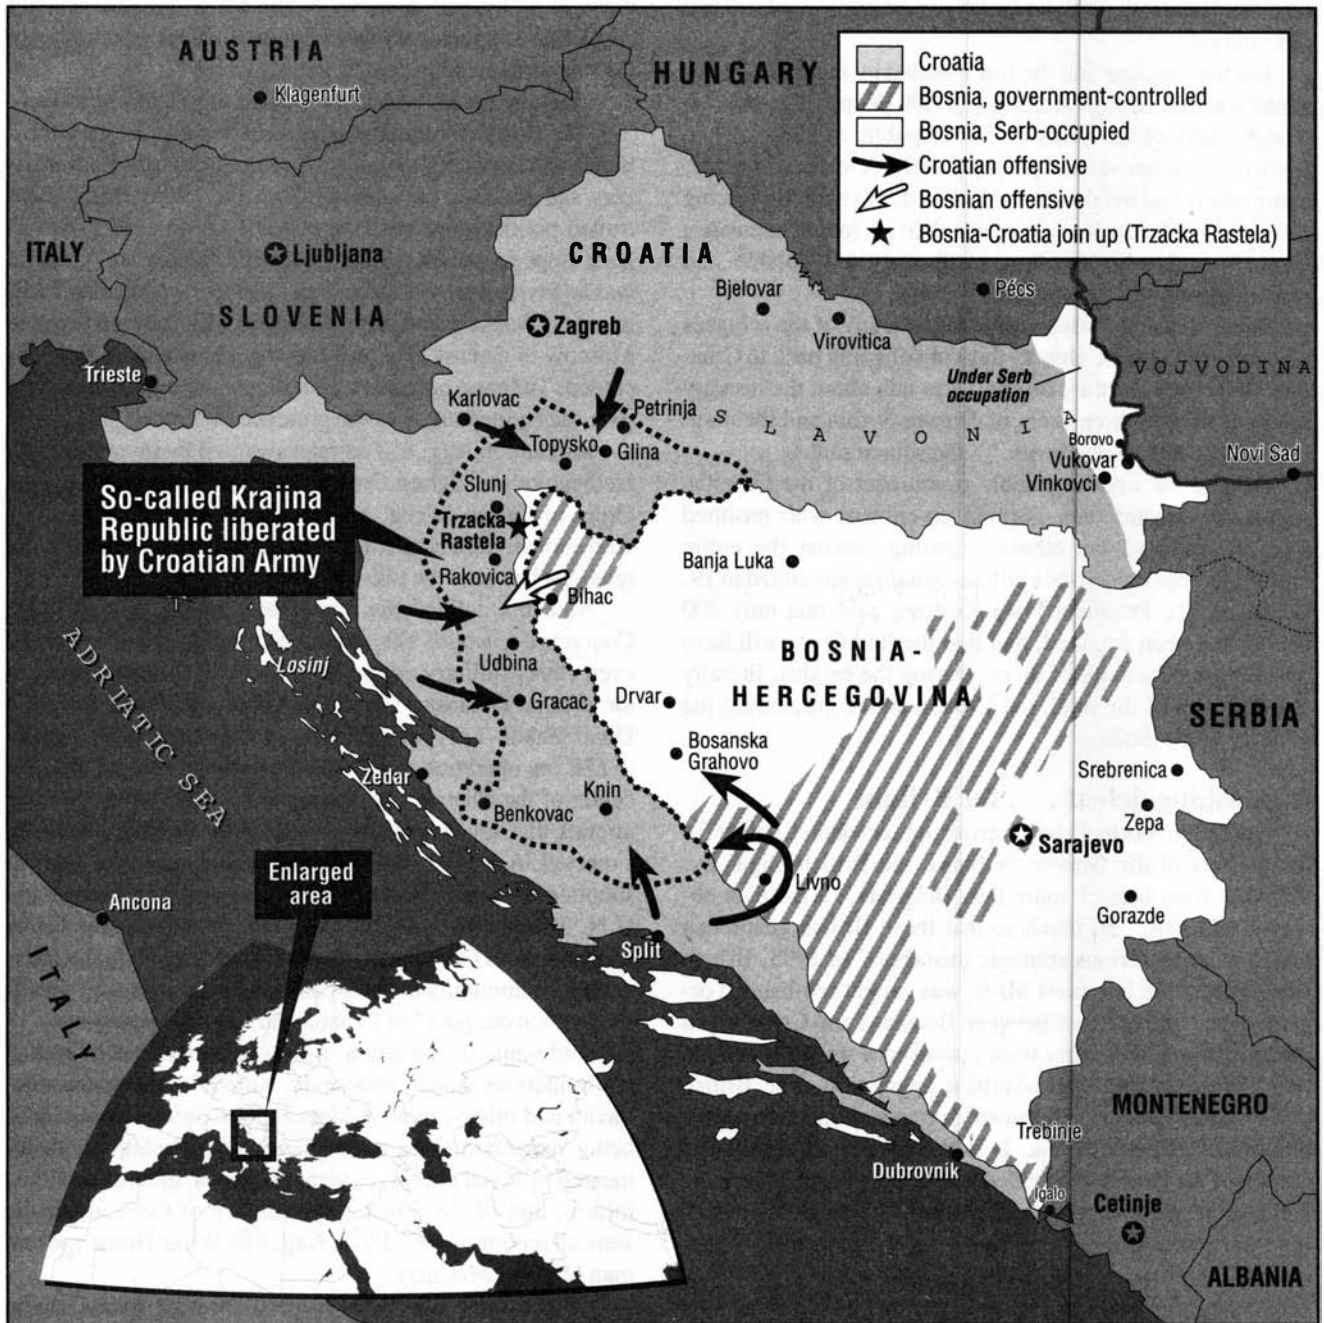 AUSTRIA
Klagenfurt
HUNGARY
Croatia
Bosnia, government-controlled
Bosnia, Serb-occupied
Croatian offensive
Bosnian offensive
Bosnia-Croatia join up (Trzacka Rastela)
ITALY
Ljubljana
SLOVENIA
CROATIA
Zagreb
Bjelovar
Virovitica
Pécs
Trieste
Under Serb
occupation
VOJVODINA
Karlovac
Petrinja
SLAVONIA
Topysko
Glina
Borovo
Vukovar
Vinkovci
Novi Sad
So-called Krajina
Republic liberated
by Croatian Army
Slunj
Trzacka
Rastela
Rakovica
Bihac
Banja Luka
ADRIATIC SEA
Losinj
Udbina
BOSNIA-
HERCEGOVINA
Gracac
Drvar
SERBIA
Bosanska
Grahovo
Zedar
Benkovac
Knin
Srebrenica
Zepa
Sarajevo
Livno
Gorazde
Enlarged
area
Ancona
ITALY
Split
MONTENEGRO
Trebinje
Dubrovnik
Igalo
Cetinje
ALBANIA